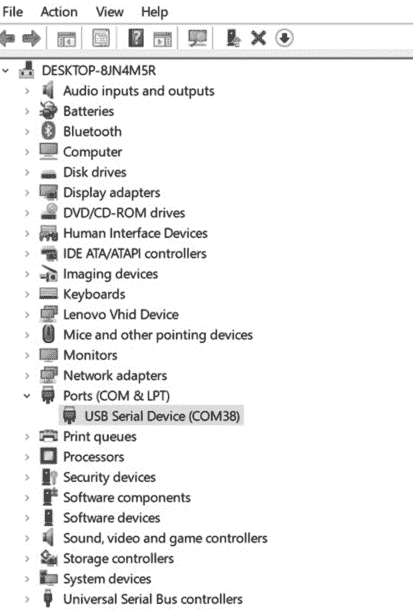 File Action View Help
DESKTOP-8JN4M5R
Audio inputs and outputs
Batteries
Bluetooth
Computer
Disk drives
Display adapters
DVD/CD-ROM drives
Human Interface Devices
IDE ATA/ATAPI controllers
Imaging devices
Keyboards
Lenovo Vhid Device
Mice and other pointing devices
Monitors
Network adapters
Ports (COM & LPT)
USB Serial Device (COM38)
Print queues
Processors
Security devices
Software components
Software devices
Sound, video and game controllers
Storage controllers
System devices
Universal Serial Bus controllers